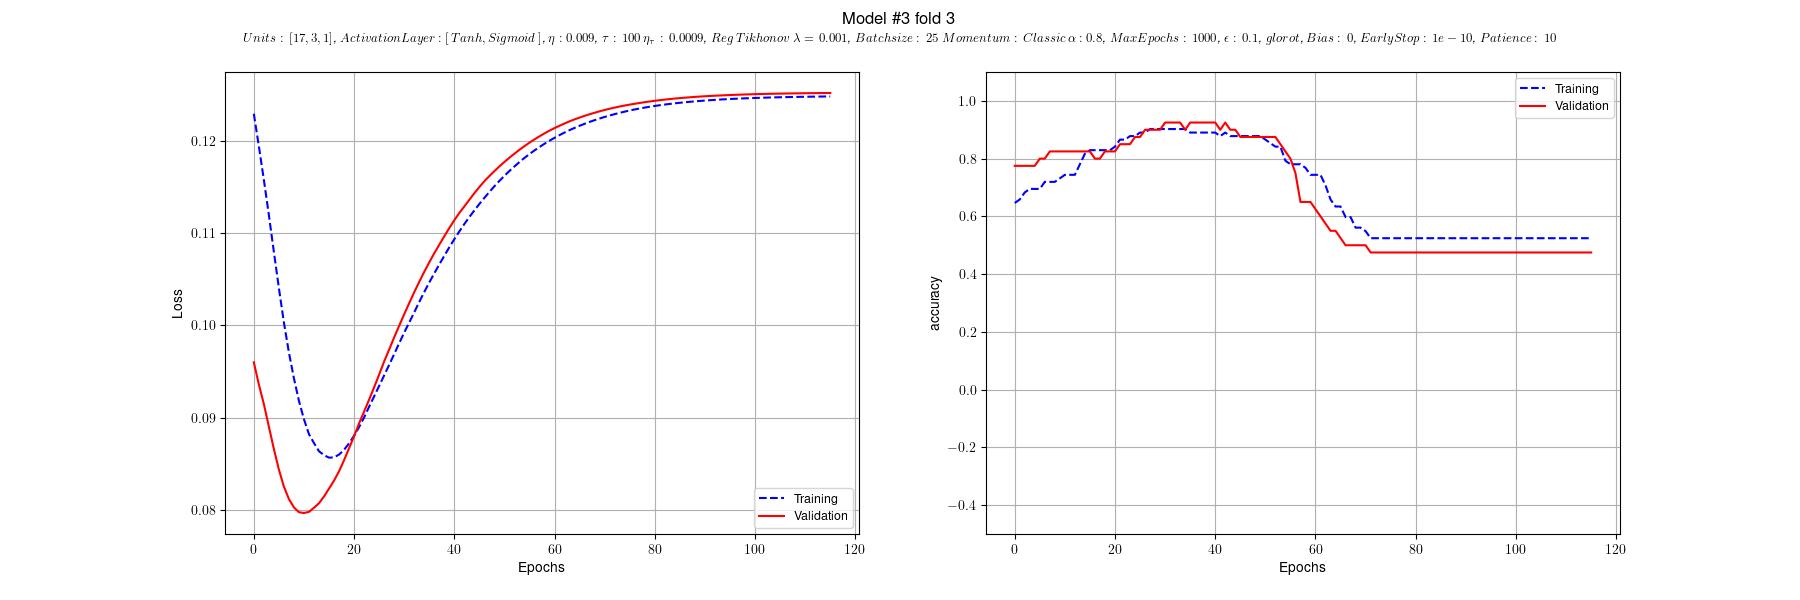 Model #3 fold 3
Units : [17, 3, 1], ActivationLayer : [ Tanh, Sigmoid ], η : 0.009, τ : 100 ητ : 0.0009, Reg Tikhonov λ = 0.001, Batchsize : 25 Momentum : Classic α : 0.8, MaxEpochs : 1000, ϵ : 0.1, glorot, Bias : 0, EarlyStop : 1e − 10, Patience : 10
Loss
0.12
0.11
0.10
0.09
0.08
0 20 40 60 80 100 120
Epochs
Training
Validation
accuracy
1.0
0.8
0.6
0.4
0.2
0.0
−0.2
−0.4
0 20 40 60 80 100 120
Epochs
Training
Validation